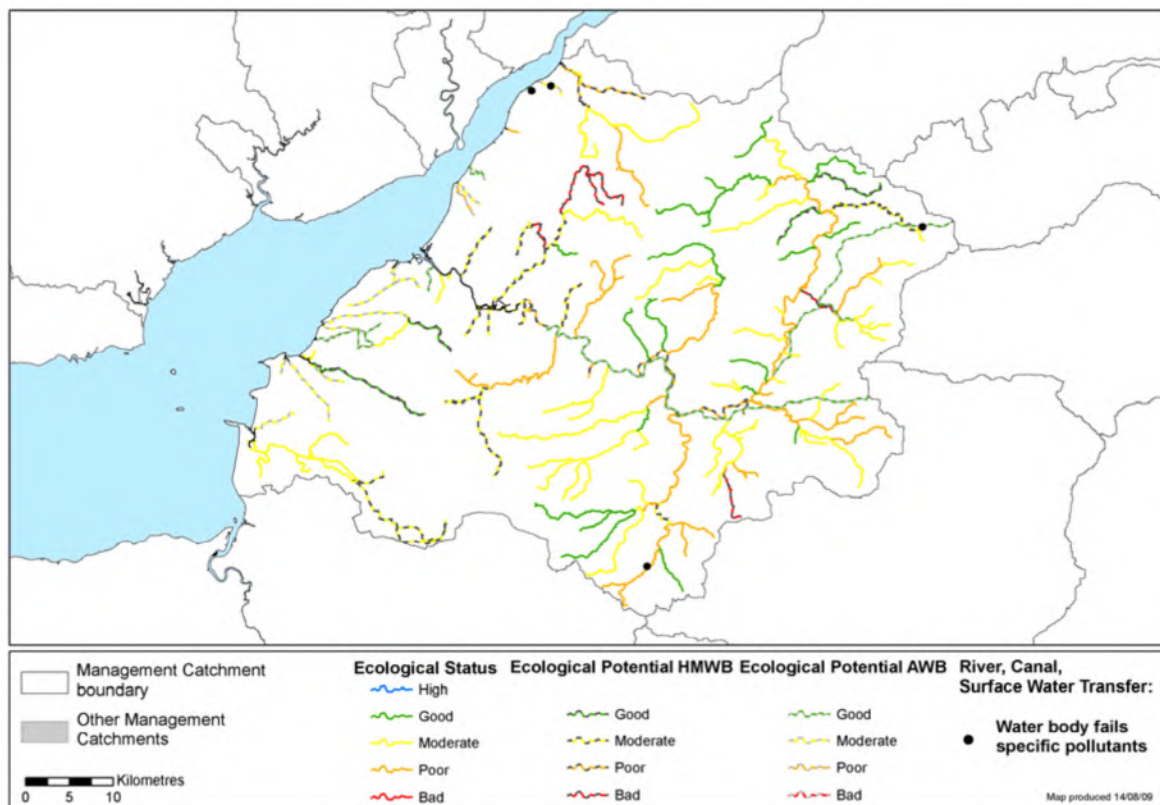 Management Catchment
boundary
Other Management
Catchments
Kilometres
0 5 10
Ecological Status
High
Good
Moderate
Poor
Bad
Ecological Potential HMWB
Good
Moderate
Poor
Bad
Ecological Potential AWB
Good
Moderate
Poor
Bad
River, Canal,
Surface Water Transfer:
Water body fails
specific pollutants
Map produced 14/08/09